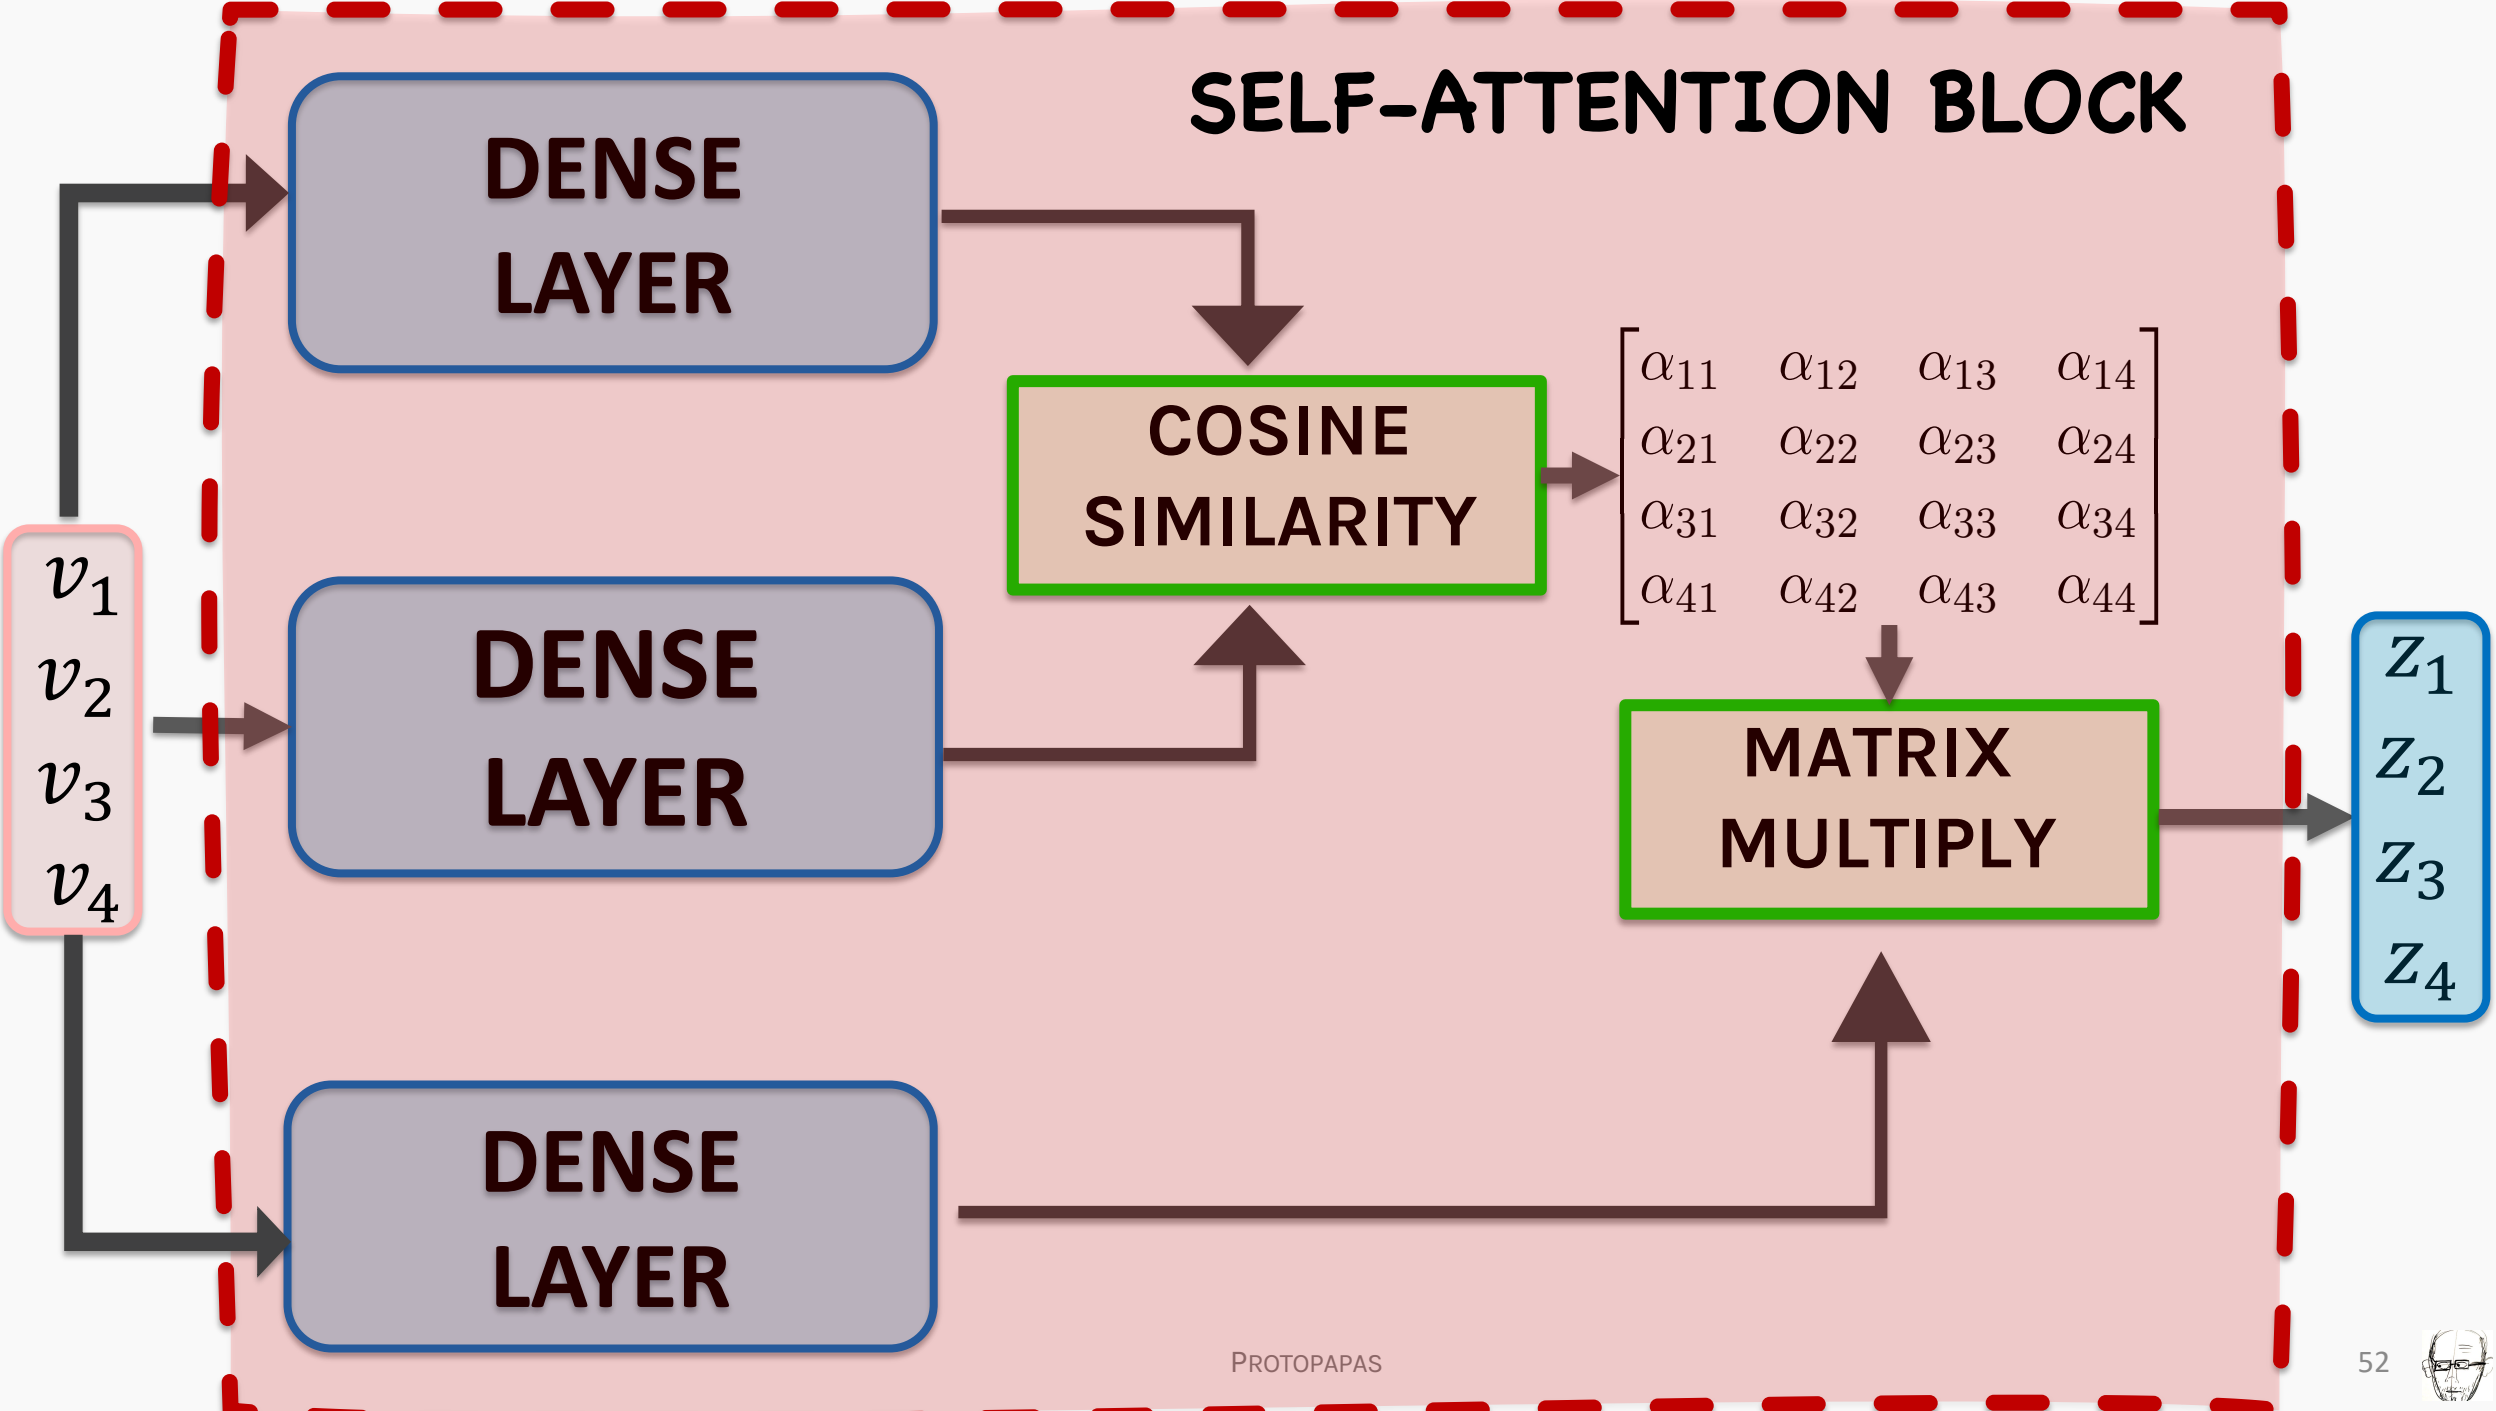 SELF-ATTENTION BLOCK
DENSE
LAYER
COSINE
SIMILARITY
α₁₁ α₁₂ α₁₃ α₁₄
α₂₁ α₂₂ α₂₃ α₂₄
α₃₁ α₃₂ α₃₃ α₃₄
α₄₁ α₄₂ α₄₃ α₄₄
v₁
v₂
v₃
v₄
DENSE
LAYER
MATRIX
MULTIPLY
z₁
z₂
z₃
z₄
DENSE
LAYER
PROTOPAPAS
52